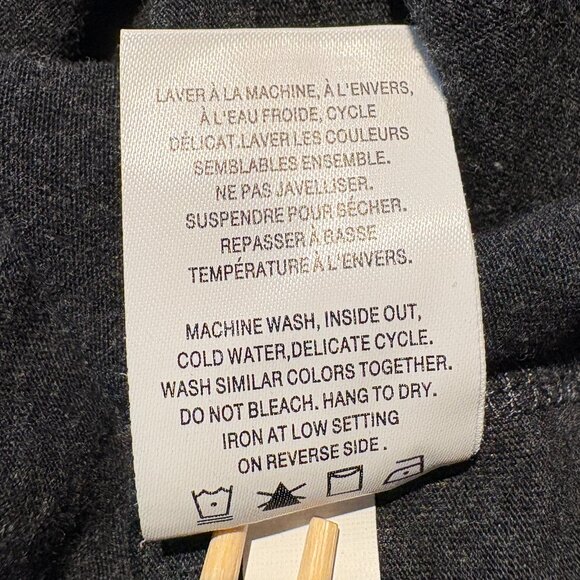 LAVER À LA MACHINE, À L'ENVERS,
À L'EAU FROIDE, CYCLE
DÉLICAT.LAVER LES COULEURS
SEMBLABLES ENSEMBLE.
NE PAS JAVELLISER.
SUSPENDRE POUR SÉCHER.
REPASSER À BASSE
TEMPÉRATURE À L'ENVERS.
MACHINE WASH, INSIDE OUT,
COLD WATER,DELICATE CYCLE.
WASH SIMILAR COLORS TOGETHER.
DO NOT BLEACH. HANG TO DRY.
IRON AT LOW SETTING
ON REVERSE SIDE .